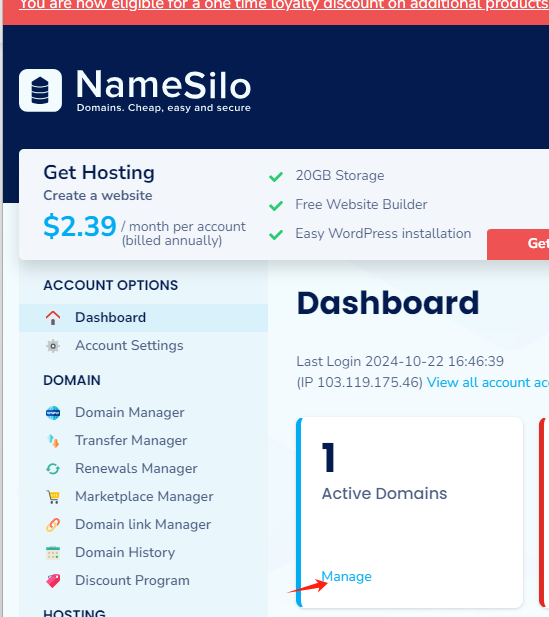 You are now eligible for a one time loyalty discount on additional products
NameSilo
Domains. Cheap, easy and secure
Get Hosting
Create a website
$2.39 / month per account
(billed annually)
20GB Storage
Free Website Builder
Easy WordPress installation
Get
ACCOUNT OPTIONS
Dashboard
Account Settings
DOMAIN
Domain Manager
Transfer Manager
Renewals Manager
Marketplace Manager
Domain link Manager
Domain History
Discount Program
HOSTING
Dashboard
Last Login 2024-10-22 16:46:39
(IP 103.119.175.46) View all account ac
1
Active Domains
Manage